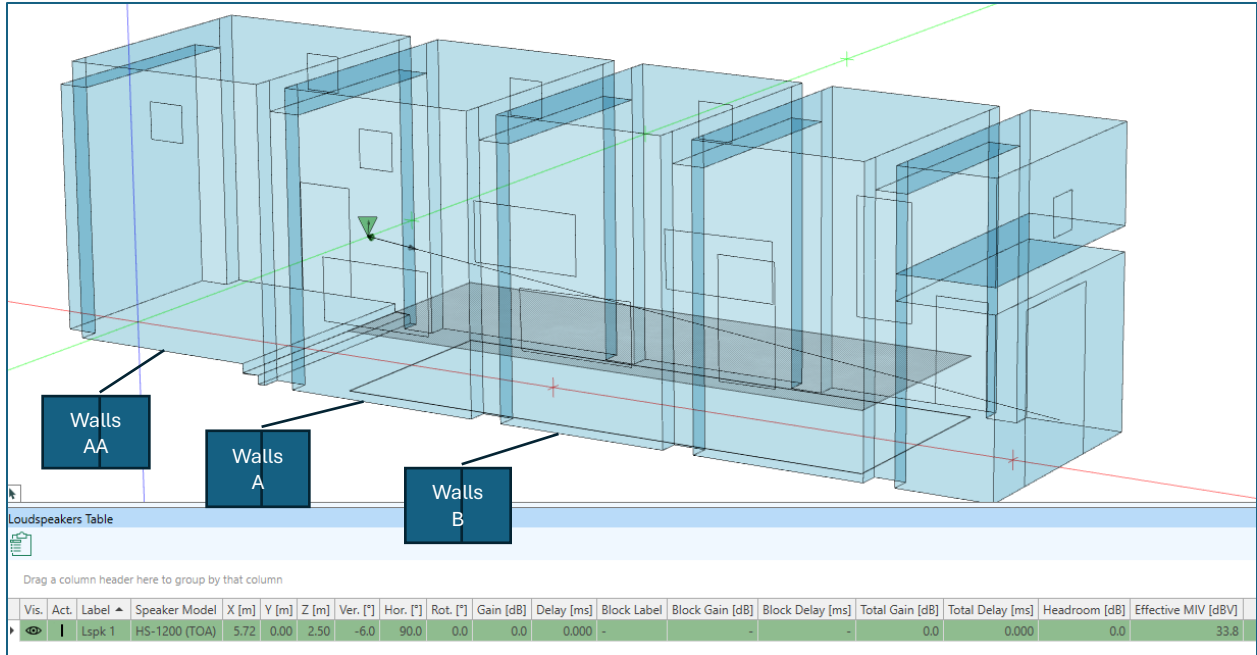 Walls
AA
Walls
A
Walls
B
Loudspeakers Table
Drag a column header here to group by that column
Vis. Act. Label Speaker Model X [m] Y [m] Z [m] Ver. [°] Hor. [°] Rot. [°] Gain [dB] Delay [ms] Block Label Block Gain [dB] Block Delay [ms] Total Gain [dB] Total Delay [ms] Headroom [dB] Effective MIV [dBV]
Lspk 1 HS-1200 (TOA) 5.72 0.00 2.50 -6.0 90.0 0.0 0.0 0.000 - - - 0.0 0.000 0.0 33.8